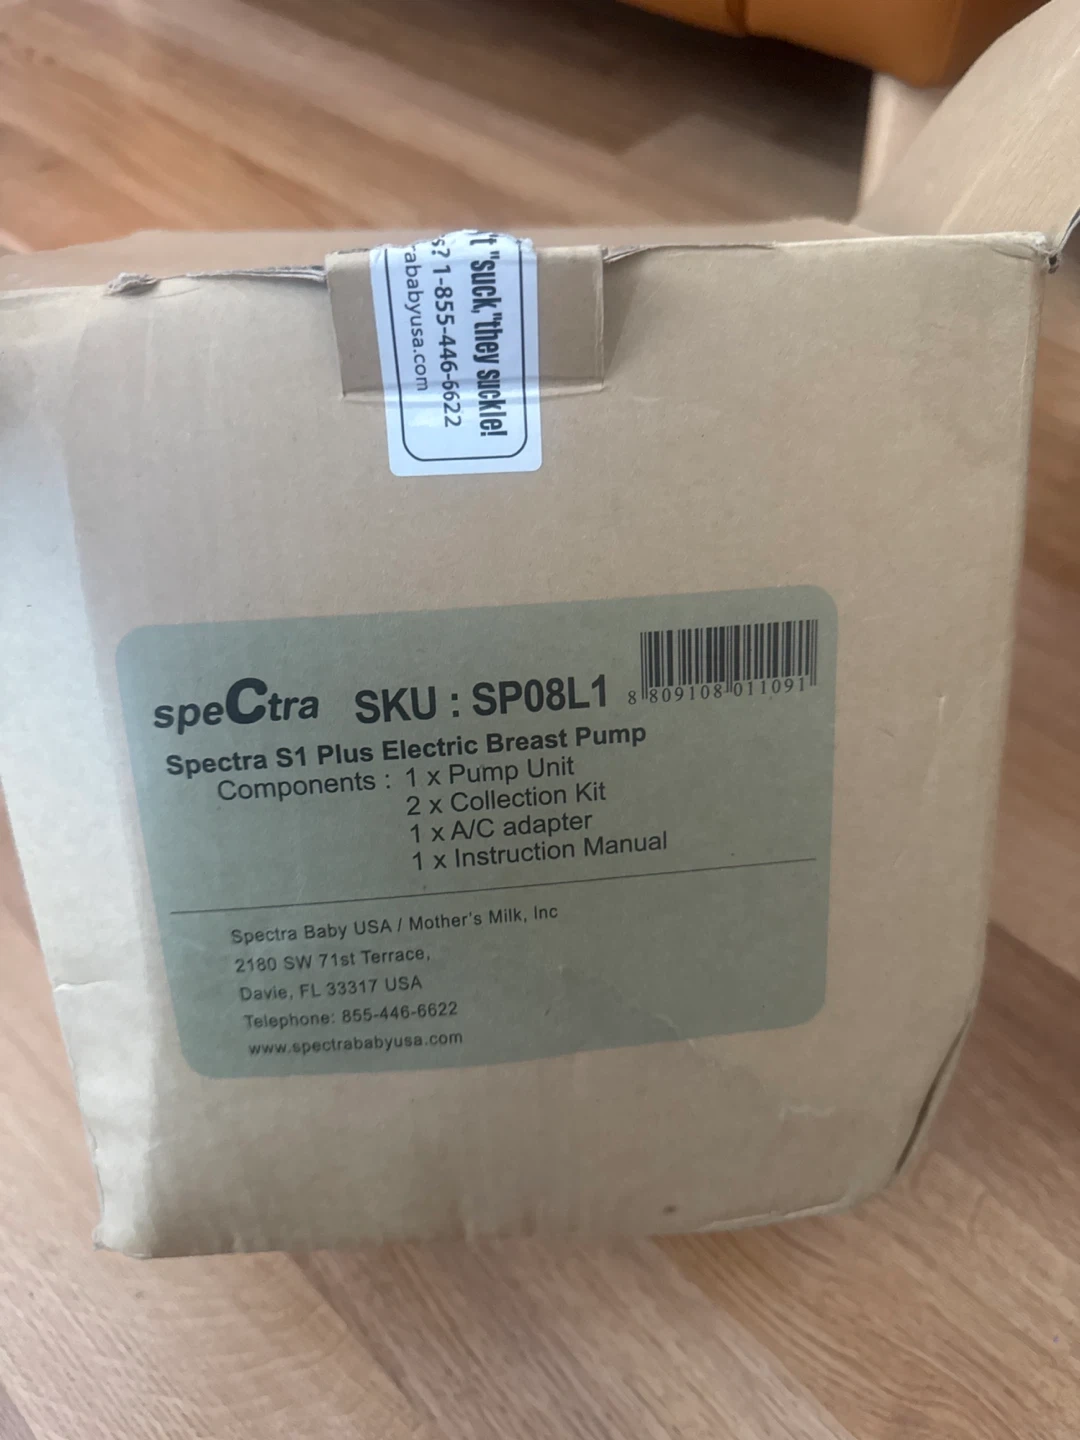 't "suck," they suckle!
s? 1-855-446-6622
rababyusa.com
speCtra SKU : SP08L1
8 809108 011091
Spectra S1 Plus Electric Breast Pump
Components : 1 x Pump Unit
2 x Collection Kit
1 x A/C adapter
1 x Instruction Manual
Spectra Baby USA / Mother's Milk, Inc
2180 SW 71st Terrace,
Davie, FL 33317 USA
Telephone: 855-446-6622
www.spectrababyusa.com